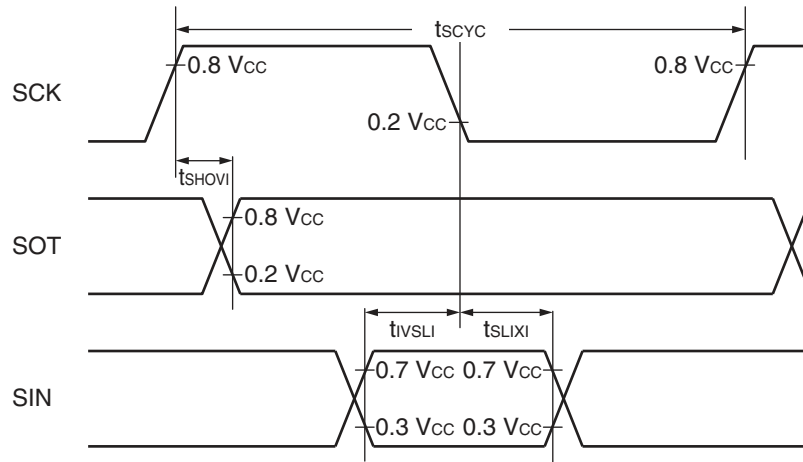 tSCYC
SCK
0.8 VCC
0.8 VCC
0.2 VCC
tSHOVI
SOT
0.8 VCC
0.2 VCC
tIVSLI
tSLIXI
SIN
0.7 VCC
0.7 VCC
0.3 VCC
0.3 VCC